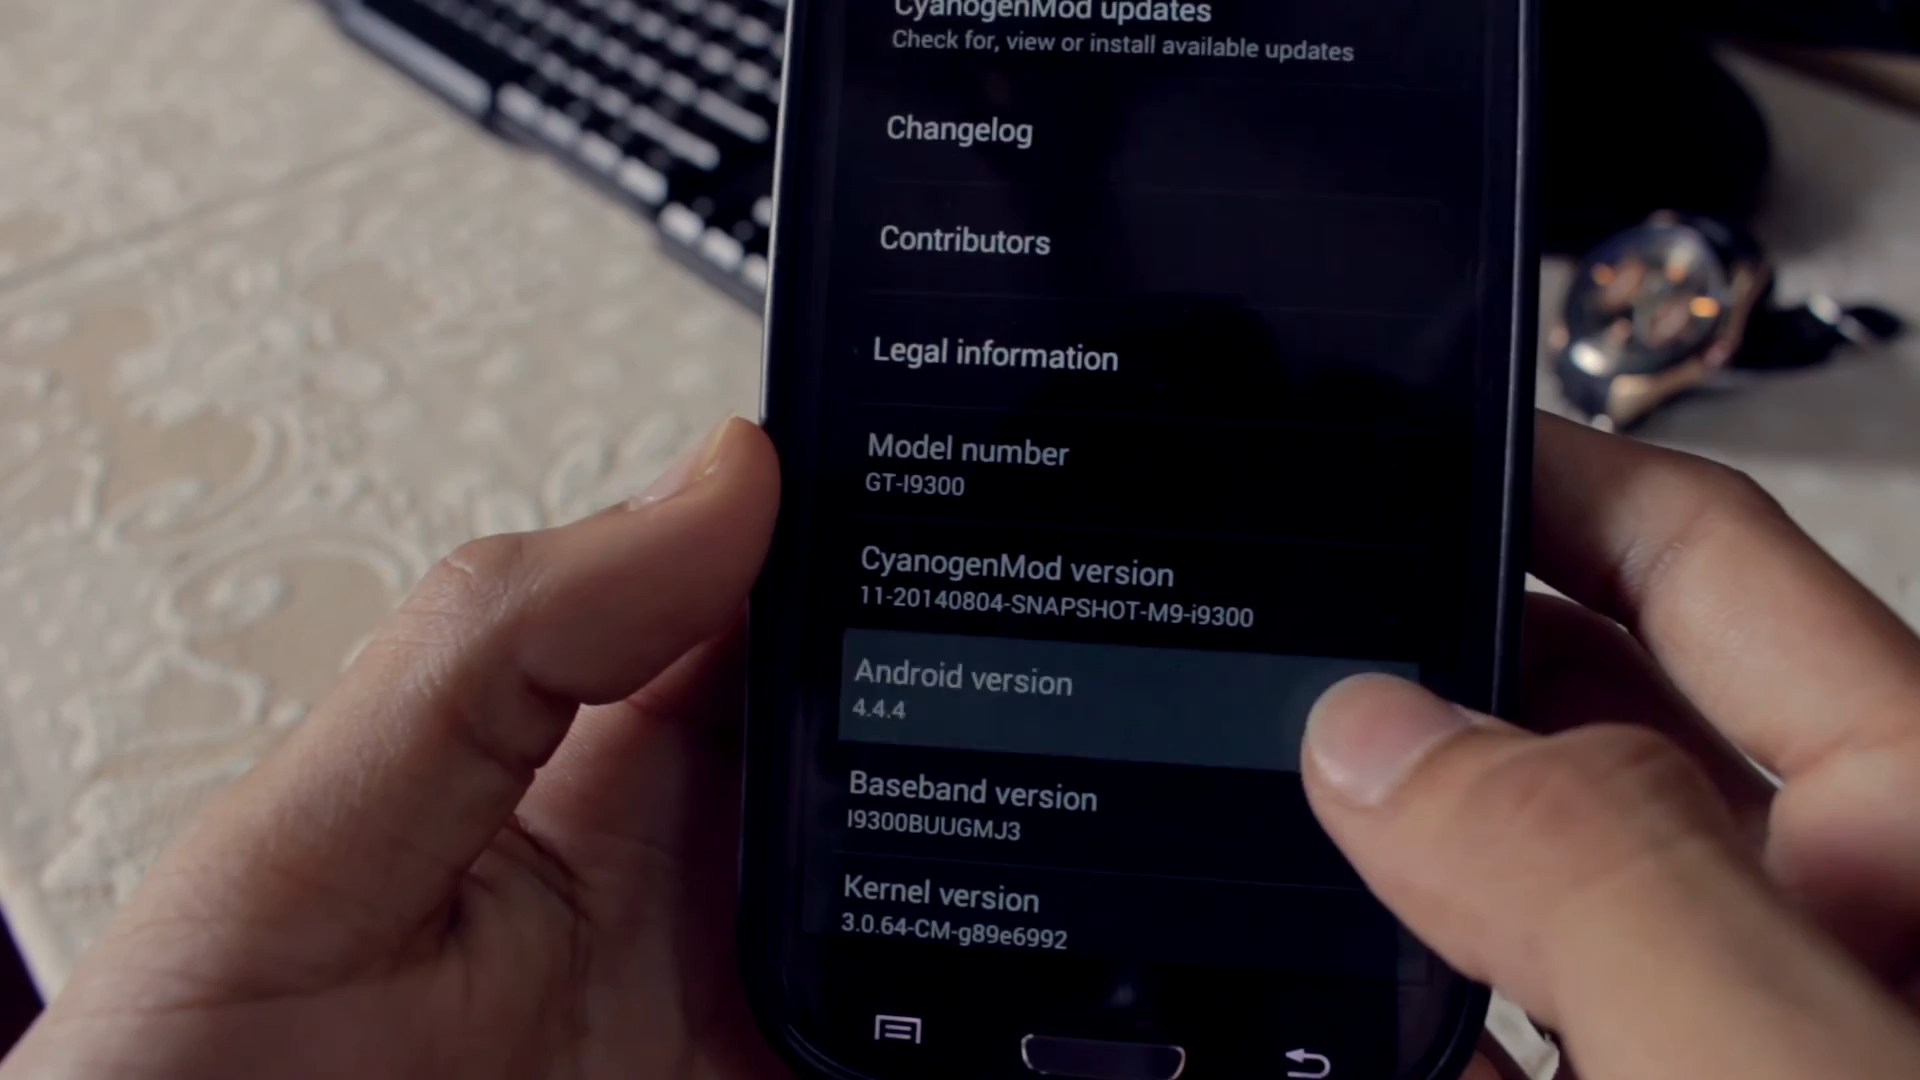 CyanogenMod updates
Check for, view or install available updates
Changelog
Contributors
Legal information
Model number
GT-I9300
CyanogenMod version
11-20140804-SNAPSHOT-M9-i9300
Android version
4.4.4
Baseband version
I9300BUUGMJ3
Kernel version
3.0.64-CM-g89e6992